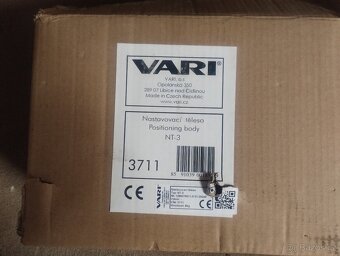 VARI
VARI, a.s.
Opolanská 350
289 07 Libice nad Cidlinou
Made in Czech Republic
www.vari.cz
Nastavovací těleso
Positioning body
NT-3
3711
CE